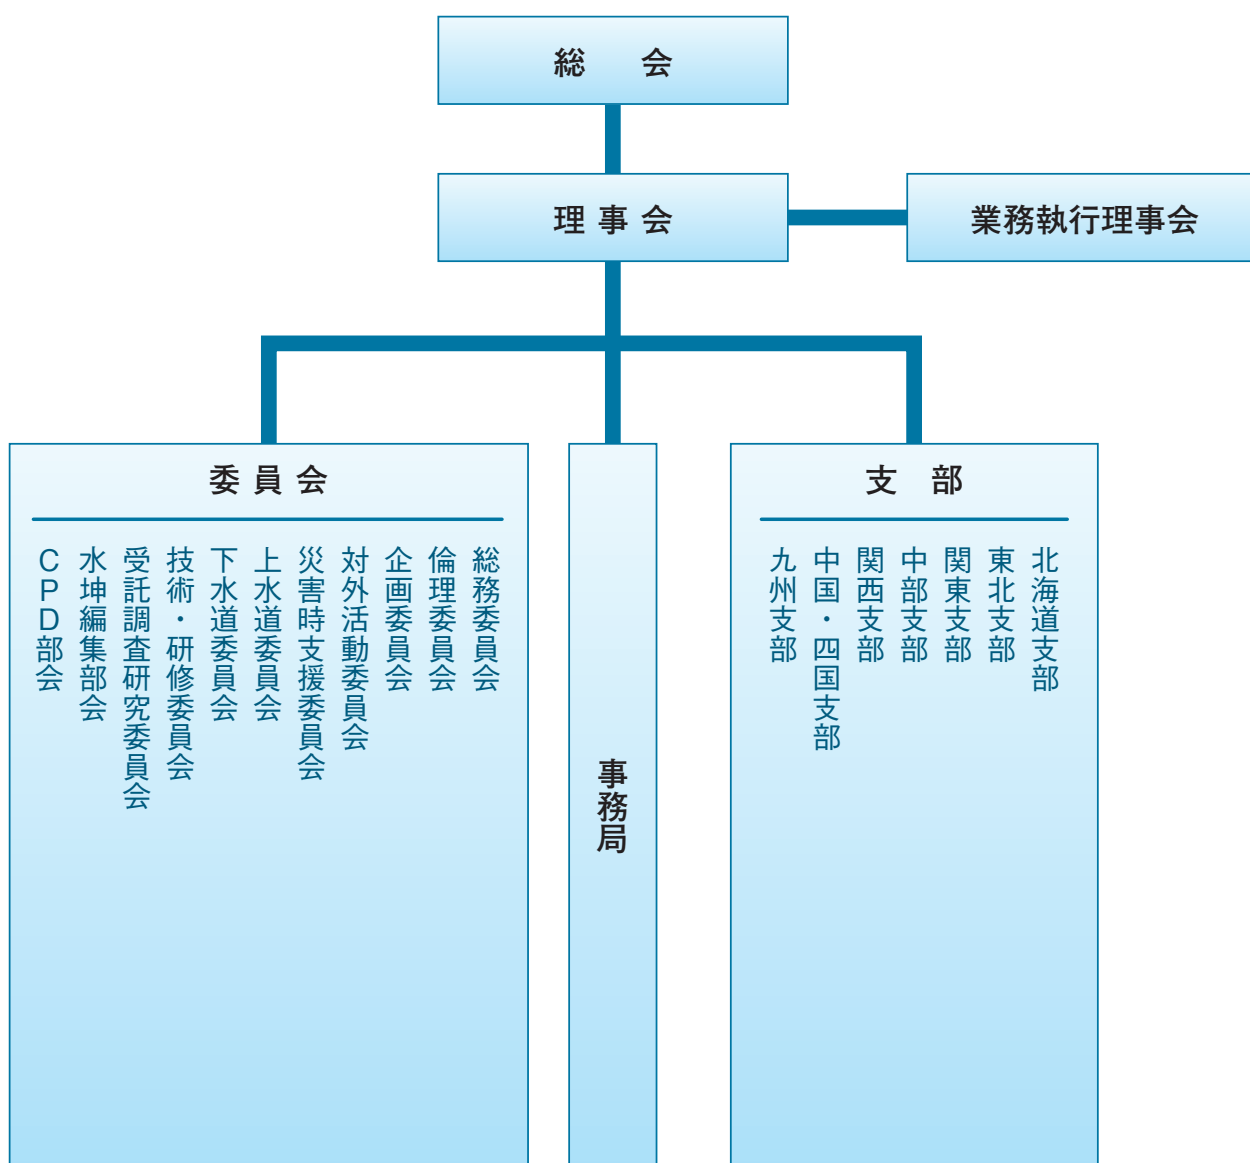 総　会
理事会
業務執行理事会
委員会
総務委員会
倫理委員会
企画委員会
対外活動委員会
災害時支援委員会
上水道委員会
下水道委員会
技術・研修委員会
受託調査研究委員会
水坤編集部会
CPD部会
事務局
支　部
北海道支部
東北支部
関東支部
中部支部
関西支部
中国・四国支部
九州支部